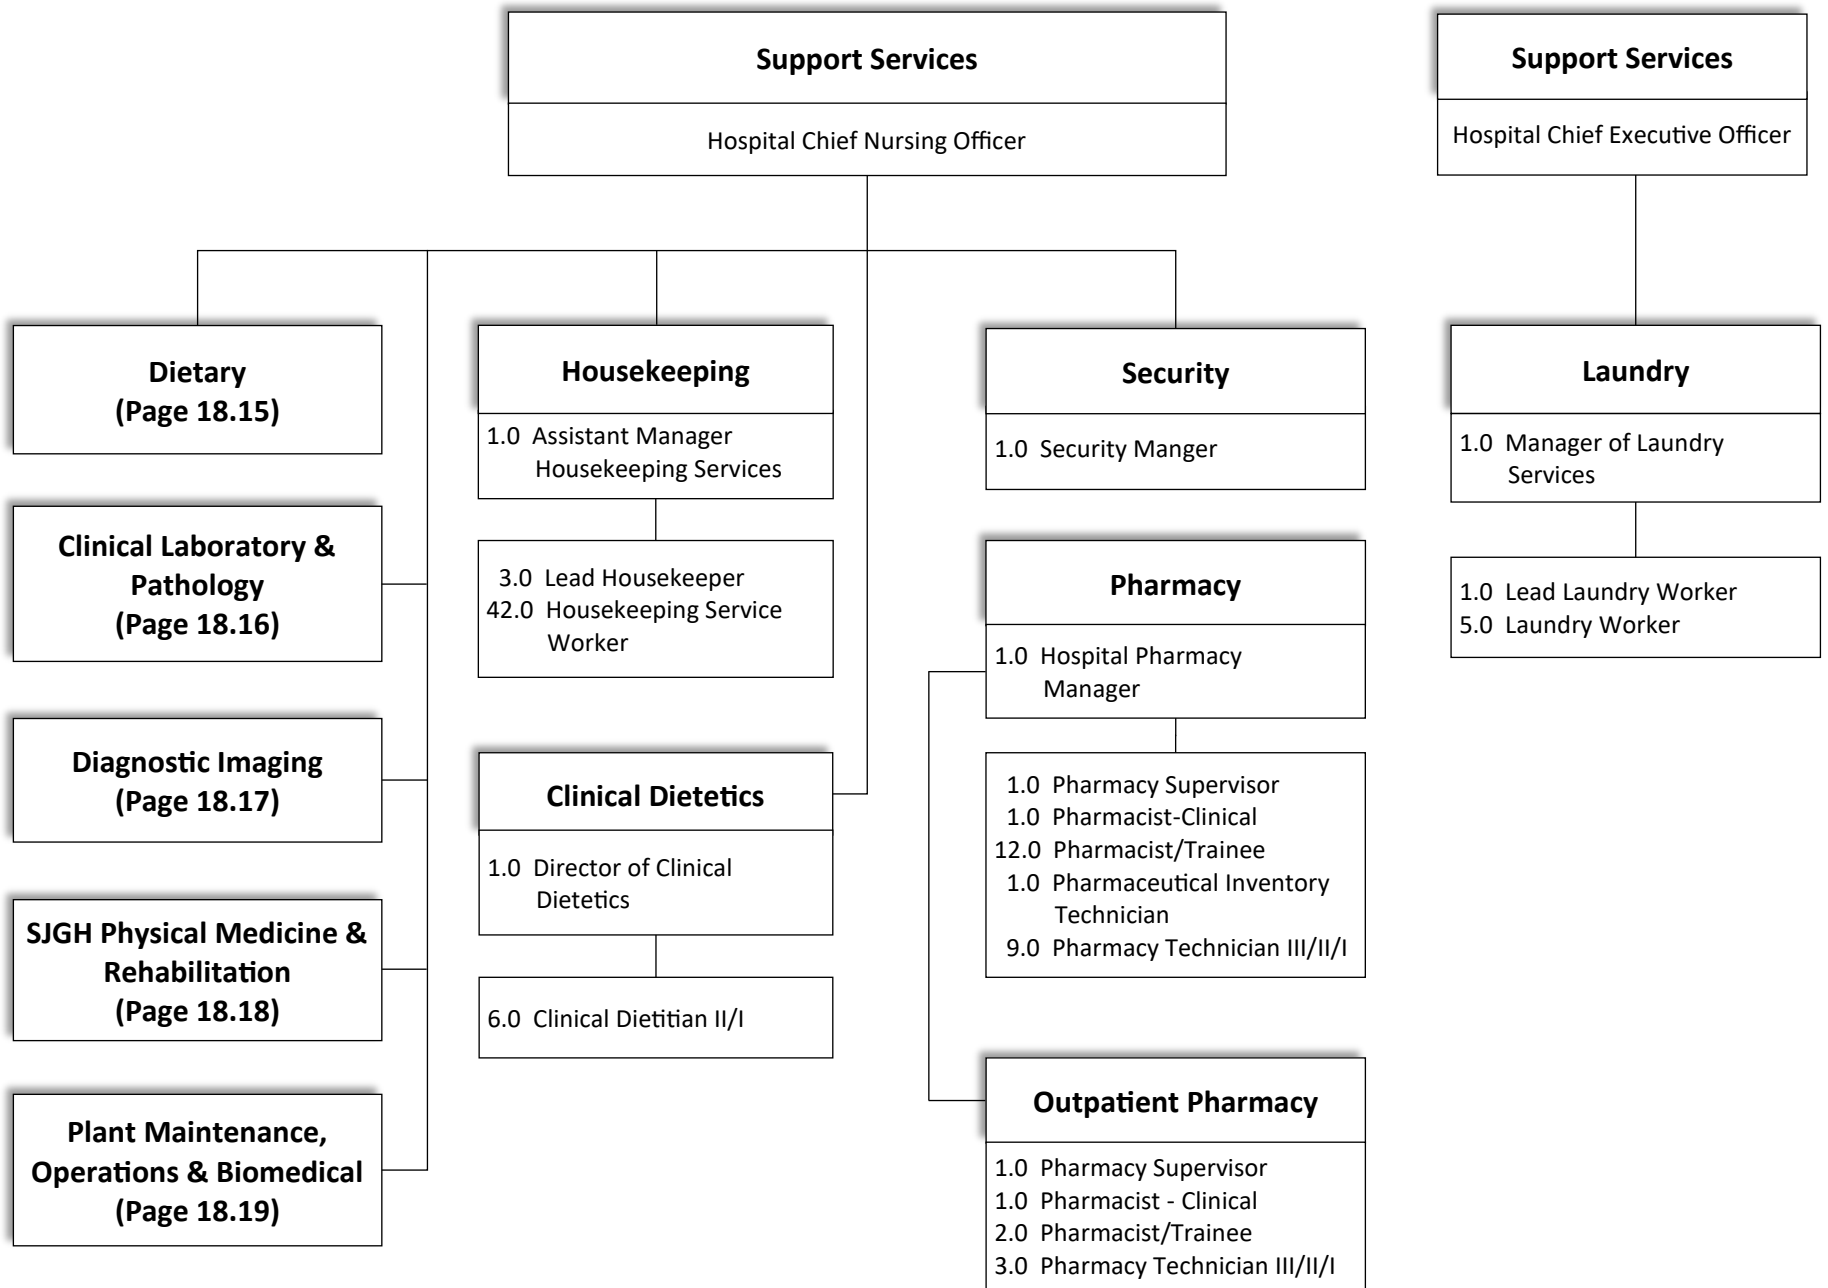 Support Services
Hospital Chief Nursing Officer
Support Services
Hospital Chief Executive Officer
Dietary
(Page 18.15)
Clinical Laboratory &
Pathology
(Page 18.16)
Diagnostic Imaging
(Page 18.17)
SJGH Physical Medicine &
Rehabilitation
(Page 18.18)
Plant Maintenance,
Operations & Biomedical
(Page 18.19)
Housekeeping
1.0 Assistant Manager
Housekeeping Services
3.0 Lead Housekeeper
42.0 Housekeeping Service
Worker
Clinical Dietetics
1.0 Director of Clinical
Dietetics
6.0 Clinical Dietitian II/I
Security
1.0 Security Manger
Pharmacy
1.0 Hospital Pharmacy
Manager
1.0 Pharmacy Supervisor
1.0 Pharmacist-Clinical
12.0 Pharmacist/Trainee
1.0 Pharmaceutical Inventory
Technician
9.0 Pharmacy Technician III/II/I
Outpatient Pharmacy
1.0 Pharmacy Supervisor
1.0 Pharmacist - Clinical
2.0 Pharmacist/Trainee
3.0 Pharmacy Technician III/II/I
Laundry
1.0 Manager of Laundry
Services
1.0 Lead Laundry Worker
5.0 Laundry Worker